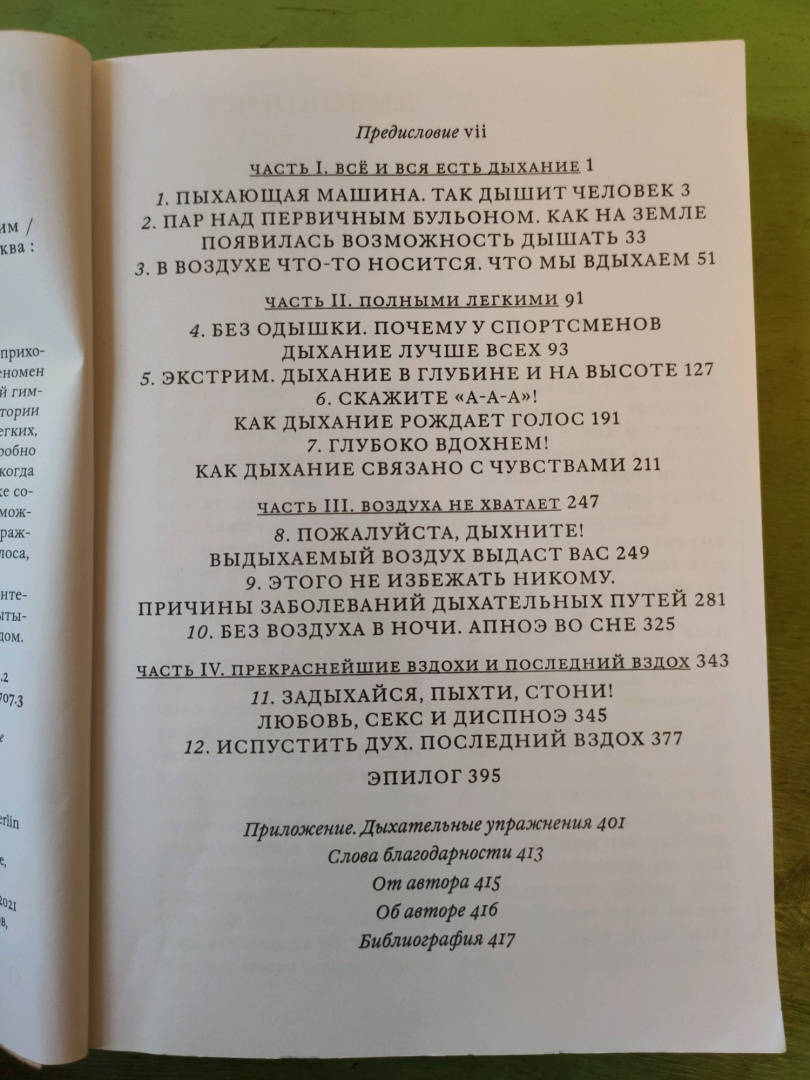 Предисловие vii
ЧАСТЬ I. ВСЁ И ВСЯ ЕСТЬ ДЫХАНИЕ 1
1. ПЫХАЮЩАЯ МАШИНА. ТАК ДЫШИТ ЧЕЛОВЕК 3
2. ПАР НАД ПЕРВИЧНЫМ БУЛЬОНОМ. КАК НА ЗЕМЛЕ
ПОЯВИЛАСЬ ВОЗМОЖНОСТЬ ДЫШАТЬ 33
3. В ВОЗДУХЕ ЧТО-ТО НОСИТСЯ. ЧТО МЫ ВДЫХАЕМ 51
ЧАСТЬ II. ПОЛНЫМИ ЛЕГКИМИ 91
4. БЕЗ ОДЫШКИ. ПОЧЕМУ У СПОРТСМЕНОВ
ДЫХАНИЕ ЛУЧШЕ ВСЕХ 93
5. ЭКСТРИМ. ДЫХАНИЕ В ГЛУБИНЕ И НА ВЫСОТЕ 127
6. СКАЖИТЕ «А-А-А»!
КАК ДЫХАНИЕ РОЖДАЕТ ГОЛОС 191
7. ГЛУБОКО ВДОХНЕМ!
КАК ДЫХАНИЕ СВЯЗАНО С ЧУВСТВАМИ 211
ЧАСТЬ III. ВОЗДУХА НЕ ХВАТАЕТ 247
8. ПОЖАЛУЙСТА, ДЫХНИТЕ!
ВЫДЫХАЕМЫЙ ВОЗДУХ ВЫДАСТ ВАС 249
9. ЭТОГО НЕ ИЗБЕЖАТЬ НИКОМУ.
ПРИЧИНЫ ЗАБОЛЕВАНИЙ ДЫХАТЕЛЬНЫХ ПУТЕЙ 281
10. БЕЗ ВОЗДУХА В НОЧИ. АПНОЭ ВО СНЕ 325
ЧАСТЬ IV. ПРЕКРАСНЕЙШИЕ ВЗДОХИ И ПОСЛЕДНИЙ ВЗДОХ 343
11. ЗАДЫХАЙСЯ, ПЫХТИ, СТОНИ!
ЛЮБОВЬ, СЕКС И ДИСПНОЭ 345
12. ИСПУСТИТЬ ДУХ. ПОСЛЕДНИЙ ВЗДОХ 377
ЭПИЛОГ 395
Приложение. Дыхательные упражнения 401
Слова благодарности 413
От автора 415
Об авторе 416
Библиография 417